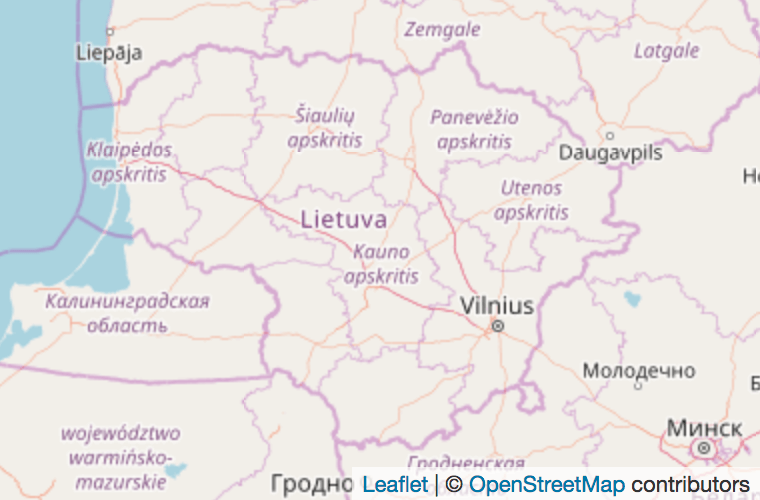 Zemgale
Liepāja
Latgale
Šiaulių
apskritis
Panevėžio
apskritis
Klaipėdos
apskritis
Daugavpils
Utenos
apskritis
Lietuva
Kauno
apskritis
Калининградская
область
Vilnius
Молодечно
Минск
województwo
warmińsko-
mazurskie
Гродненская
Гродно
Leaflet | © OpenStreetMap contributors